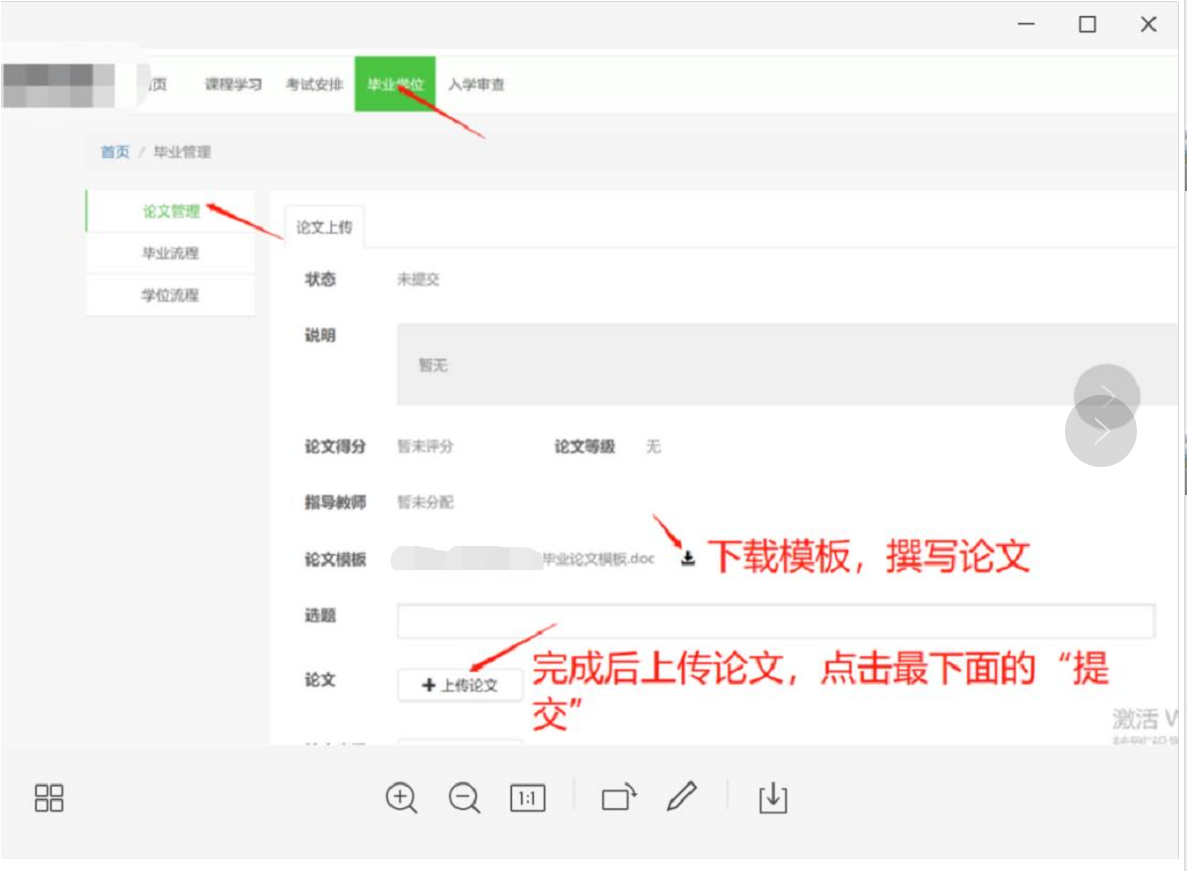 页 课程学习 考试安排 毕业学位 入学审查
首页 / 毕业管理
论文管理
毕业流程
学位流程
论文上传
状态 未提交
说明
暂无
论文得分 暂未评分 论文等级 无
指导教师 暂未分配
论文模板 毕业论文模板.doc
下载模板，撰写论文
选题
论文 +上传论文
完成后上传论文，点击最下面的“提
交”
激活 W
1:1